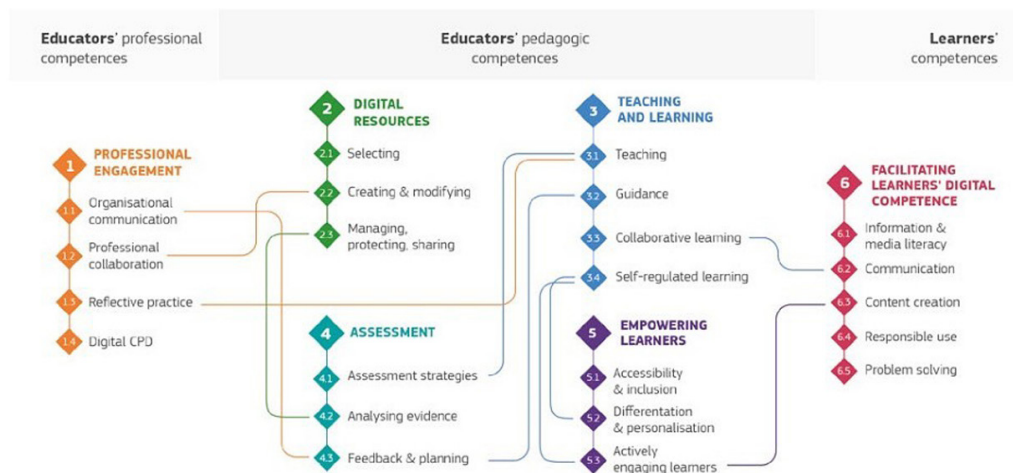 Educators' professional
competences
Educators' pedagogic
competences
Learners'
competences
1
PROFESSIONAL
ENGAGEMENT
1.1
Organisational
communication
1.2
Professional
collaboration
1.3
Reflective practice
1.4
Digital CPD
2
DIGITAL
RESOURCES
2.1
Selecting
2.2
Creating & modifying
2.3
Managing,
protecting, sharing
3
TEACHING
AND LEARNING
3.1
Teaching
3.2
Guidance
3.3
Collaborative learning
3.4
Self-regulated learning
4
ASSESSMENT
4.1
Assessment strategies
4.2
Analysing evidence
4.3
Feedback & planning
5
EMPOWERING
LEARNERS
5.1
Accessibility
& inclusion
5.2
Differentation
& personalisation
5.3
Actively
engaging learners
6
FACILITATING
LEARNERS' DIGITAL
COMPETENCE
6.1
Information &
media literacy
6.2
Communication
6.3
Content creation
6.4
Responsible use
6.5
Problem solving